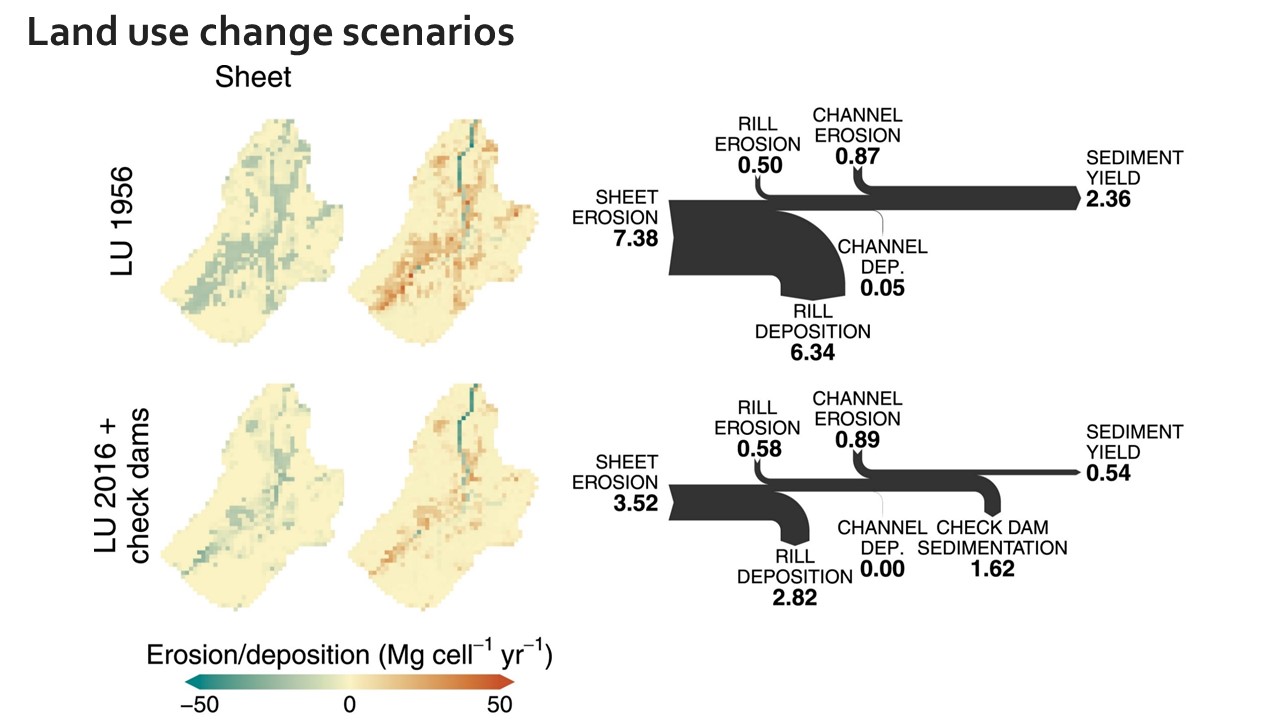 Land use change scenarios
Sheet
LU 1956
SHEET
EROSION
7.38
RILL
EROSION
0.50
CHANNEL
EROSION
0.87
SEDIMENT
YIELD
2.36
CHANNEL
DEP.
0.05
RILL
DEPOSITION
6.34
LU 2016 +
check dams
SHEET
EROSION
3.52
RILL
EROSION
0.58
CHANNEL
EROSION
0.89
SEDIMENT
YIELD
0.54
RILL
DEPOSITION
2.82
CHANNEL
DEP.
0.00
CHECK DAM
SEDIMENTATION
1.62
Erosion/deposition (Mg cell⁻¹ yr⁻¹)
−50 0 50